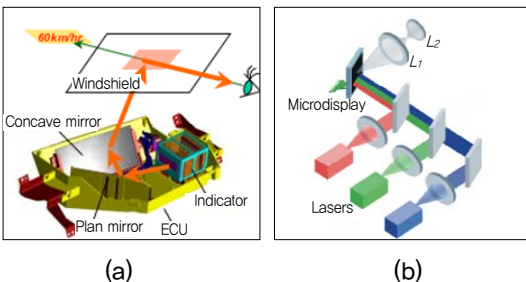 60km/hr
Windshield
Concave mirror
Indicator
Plan mirror
ECU
(a)
L2
L1
Microdisplay
Lasers
(b)